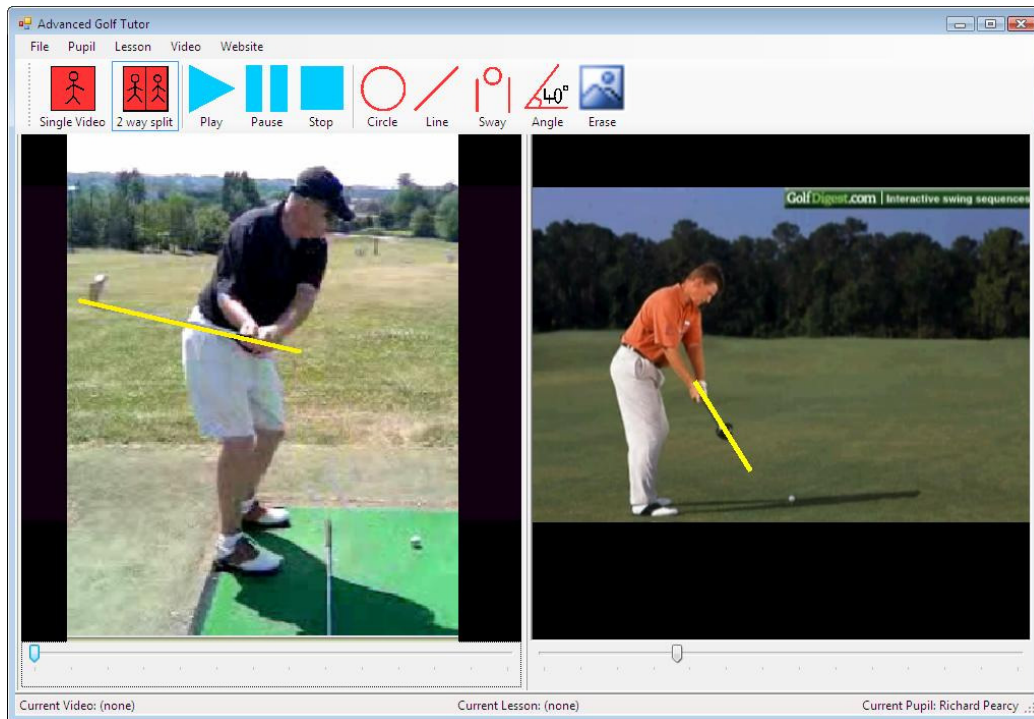 Advanced Golf Tutor
File Pupil Lesson Video Website
40°
Single Video 2 way split Play Pause Stop Circle Line Sway Angle Erase
GolfDigest.com | Interactive swing sequences
Current Video: (none) Current Lesson: (none) Current Pupil: Richard Pearcy